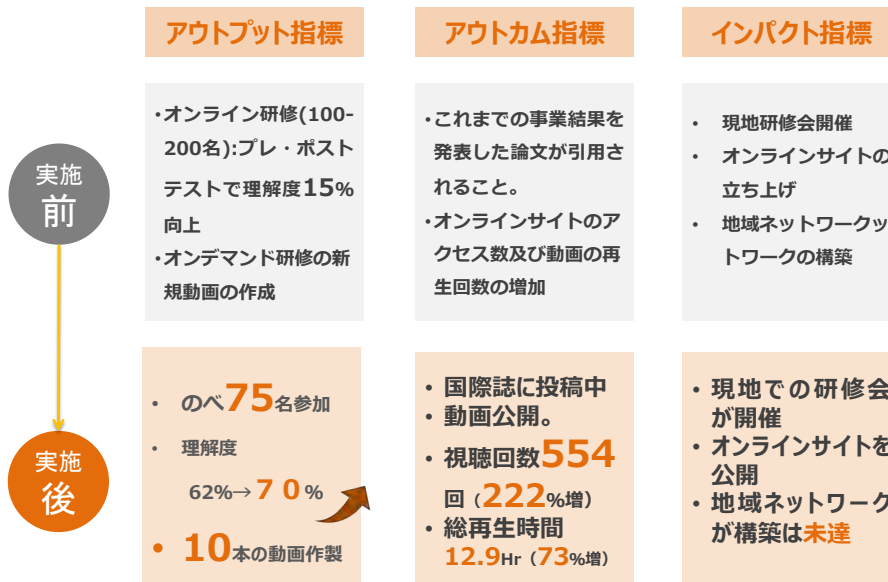 アウトプット指標
アウトカム指標
インパクト指標
実施
前
・オンライン研修(100-
200名):プレ・ポスト
テストで理解度15%
向上
・オンデマンド研修の新
規動画の作成
・これまでの事業結果を
発表した論文が引用さ
れること。
・オンラインサイトのア
クセス数及び動画の再
生回数の増加
・ 現地研修会開催
・ オンラインサイトの
立ち上げ
・ 地域ネットワークッ
トワークの構築
実施
後
・ のべ75名参加
・ 理解度
62%→70%
・ 10本の動画作製
・ 国際誌に投稿中
・ 動画公開。
・ 視聴回数554
回（222%増）
・ 総再生時間
12.9Hr（73%増）
・ 現地での研修会
が開催
・ オンラインサイトを
公開
・ 地域ネットワーク
が構築は未達